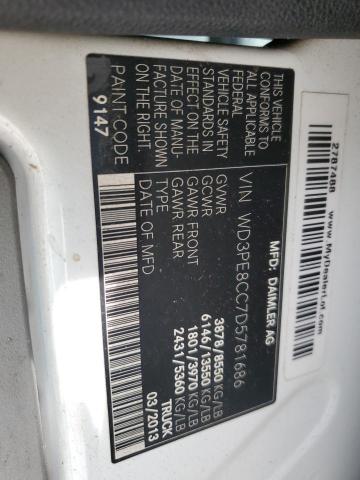 MFD: DAIMLER AG
VIN WD3PE8CC7D5781686
GVWR 3878/8550 KG/LB
GCWR 6146/13550 KG/LB
GAWR FRONT 1801/3970 KG/LB
GAWR REAR 2431/5360 KG/LB
TRUCK
DATE OF MFD 03/2013
THIS VEHICLE
CONFORMS TO
ALL APPLICABLE
FEDERAL
VEHICLE SAFETY
STANDARDS IN
EFFECT ON THE
DATE OF MANU-
FACTURE SHOWN
ON THE RIGHT.
PAINT CODE
9147
2787488
www.
MyDealerLot
.com